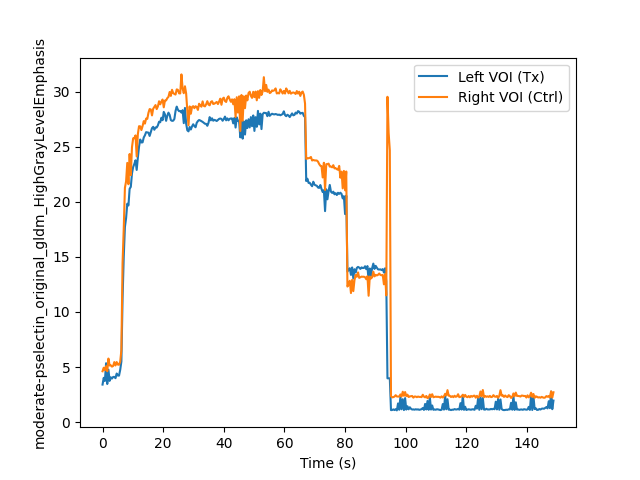 moderate-pselectin_original_gldm_HighGrayLevelEmphasis
30
25
20
15
10
5
0
Left VOI (Tx)
Right VOI (Ctrl)
0 20 40 60 80 100 120 140
Time (s)